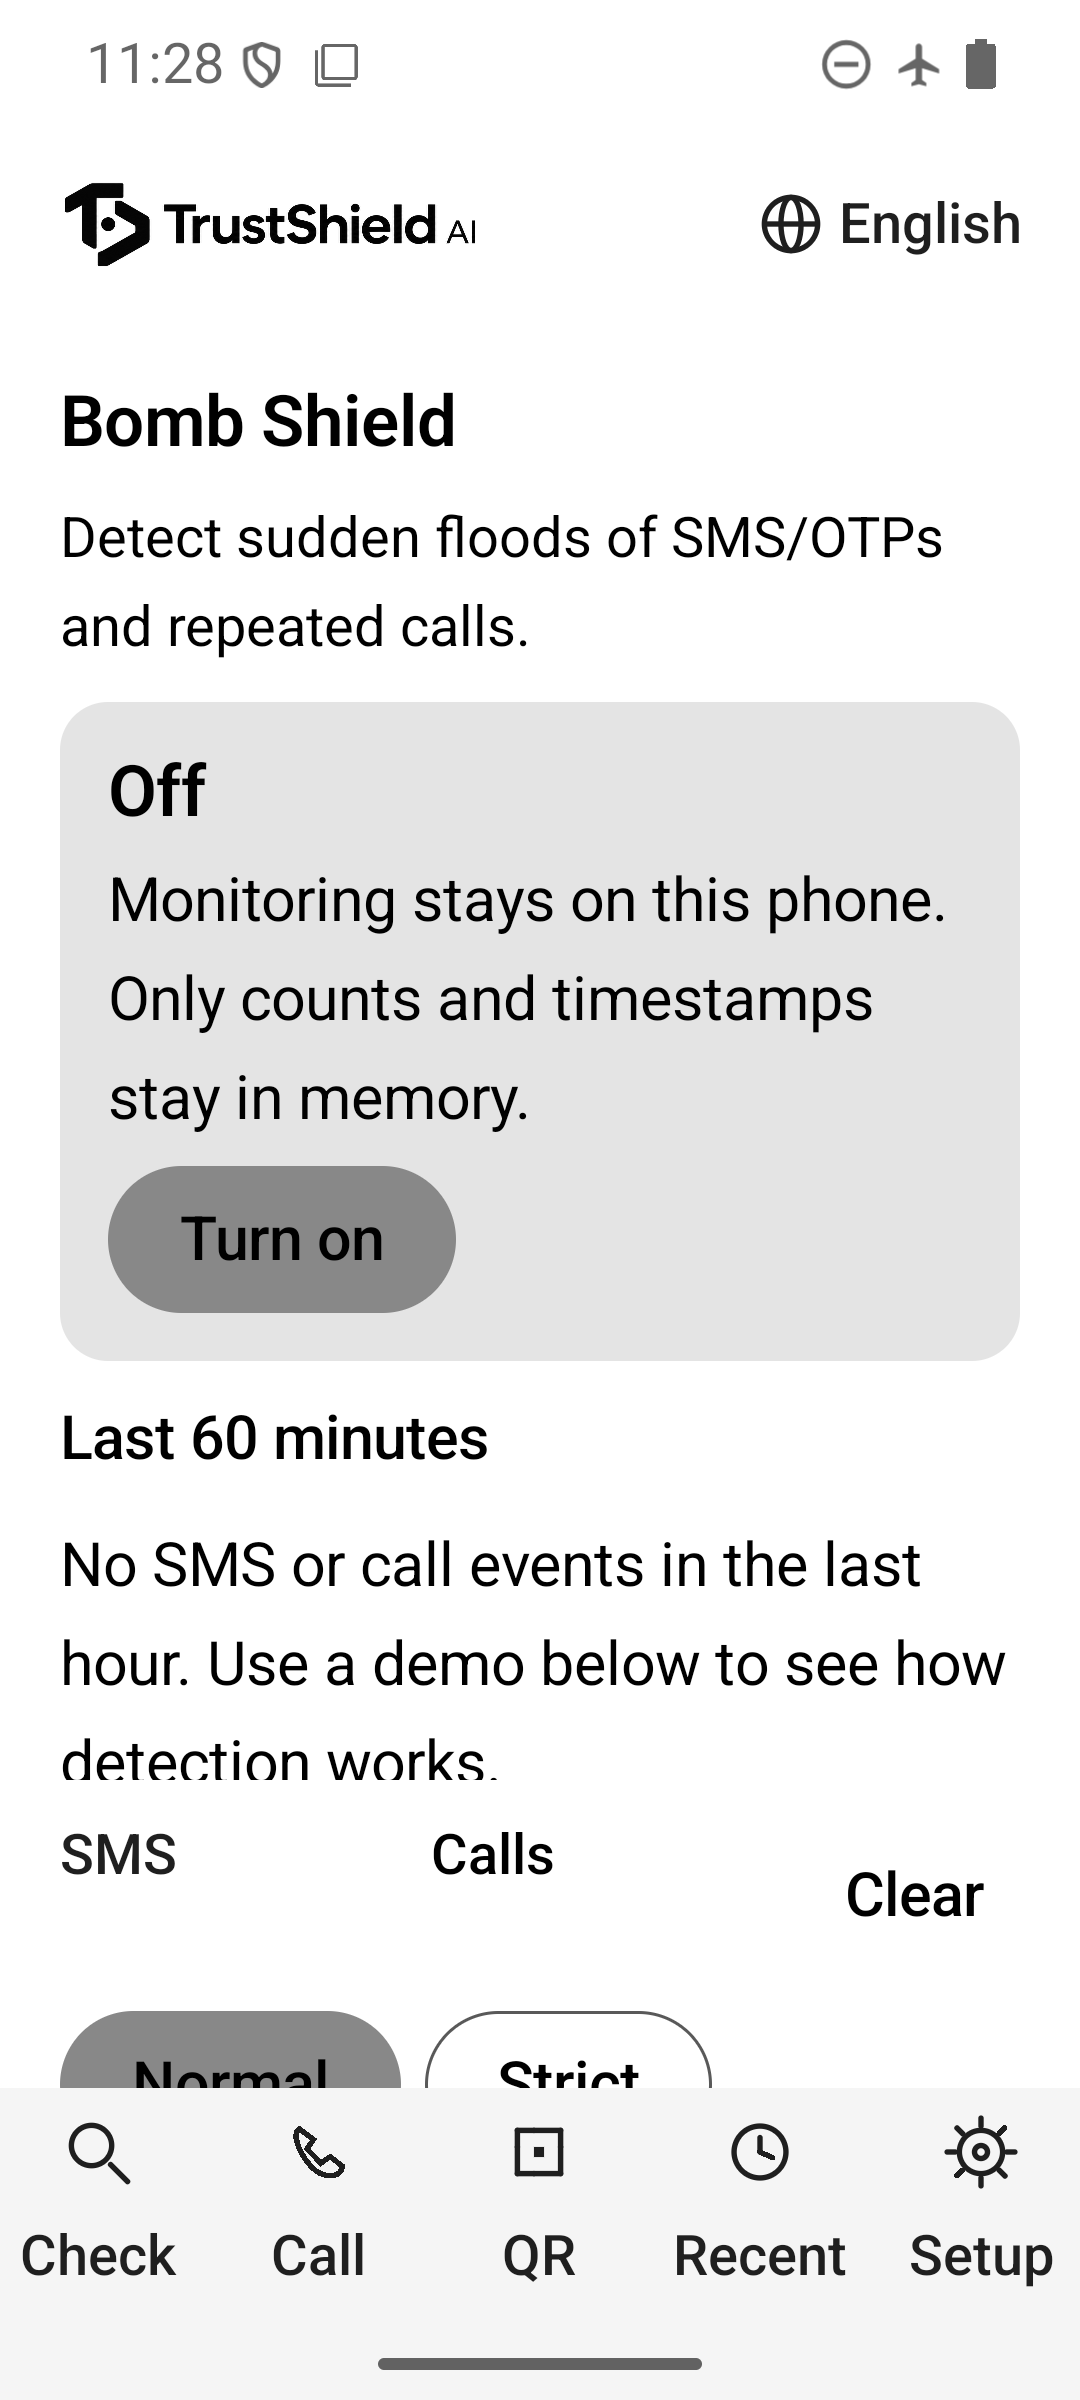 11:28
TrustShield AI
English
Bomb Shield
Detect sudden floods of SMS/OTPs
and repeated calls.
Off
Monitoring stays on this phone.
Only counts and timestamps
stay in memory.
Turn on
Last 60 minutes
No SMS or call events in the last
hour. Use a demo below to see how
detection works.
SMS
Calls
Clear
Normal
Strict
Check
Call
QR
Recent
Setup